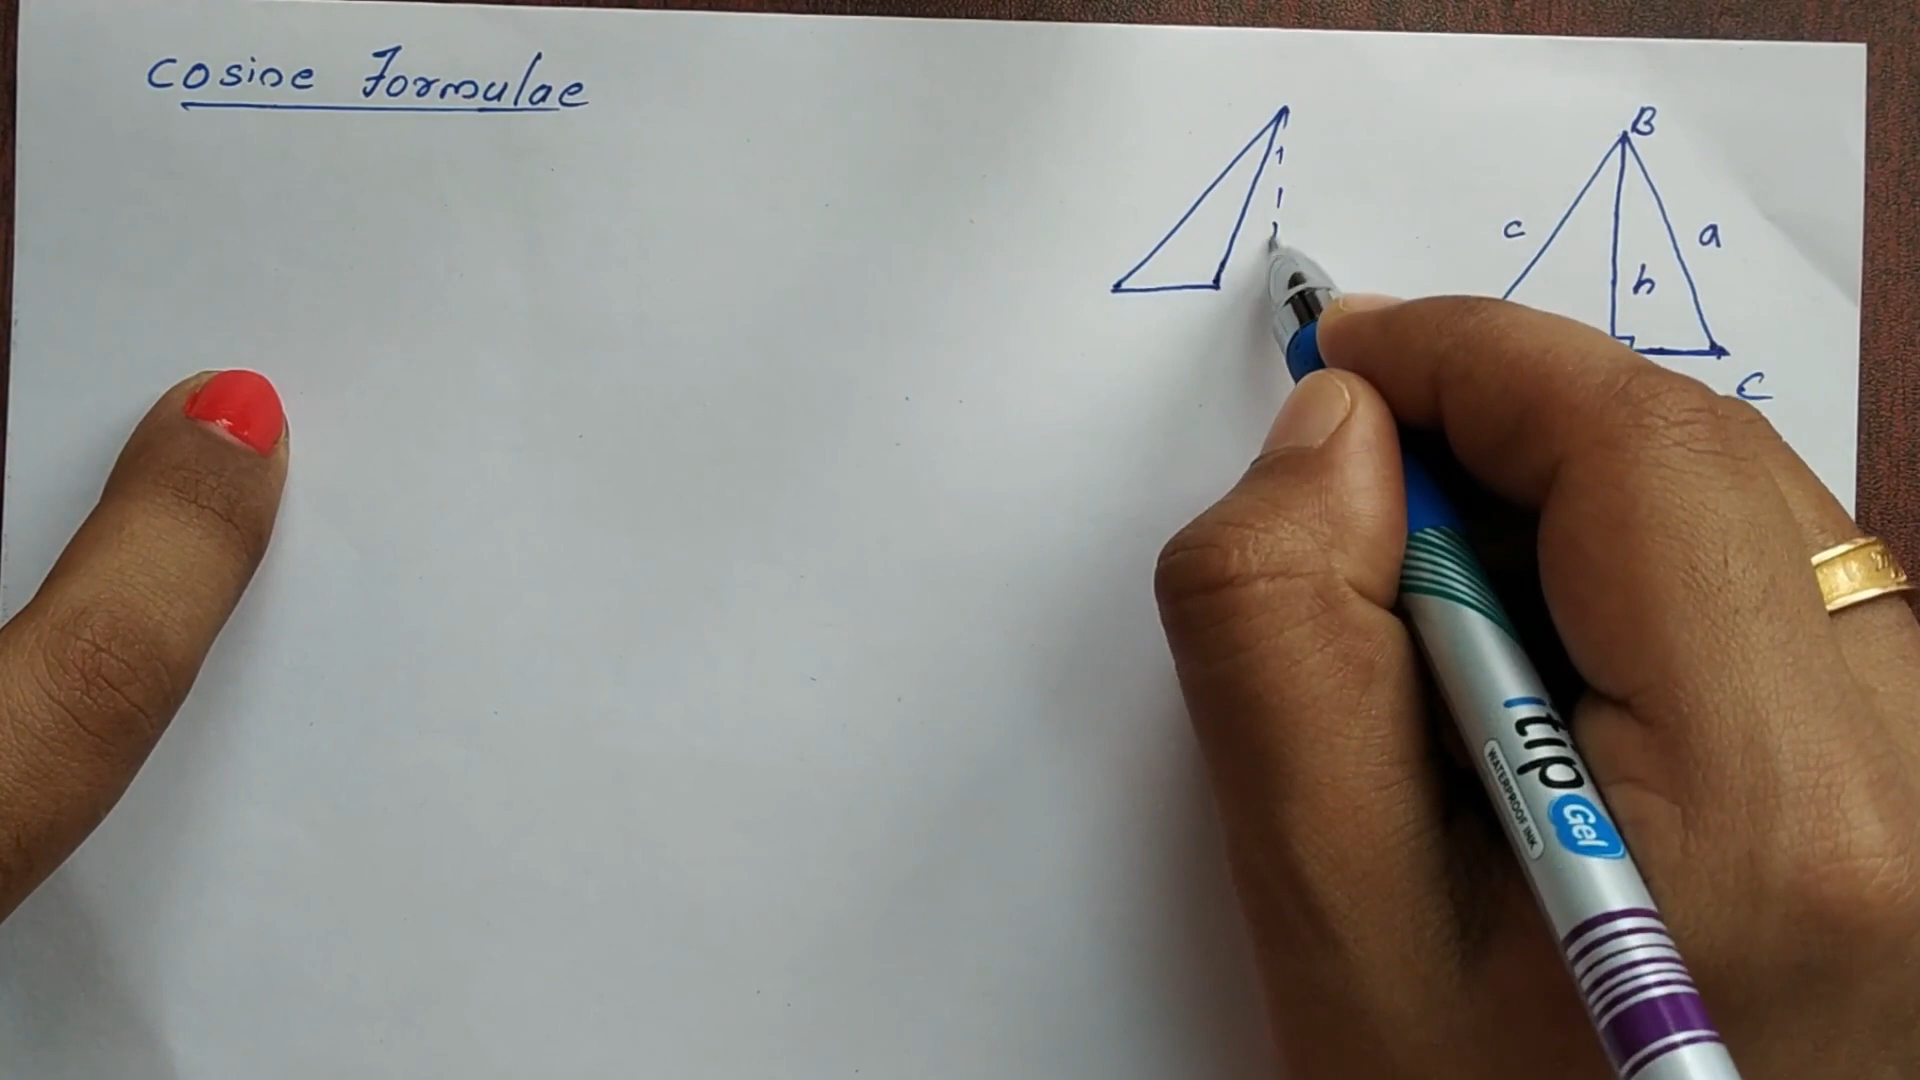 Cosine Formulae
B
c
a
h
C
itip
Gel
WATERPROOF INK